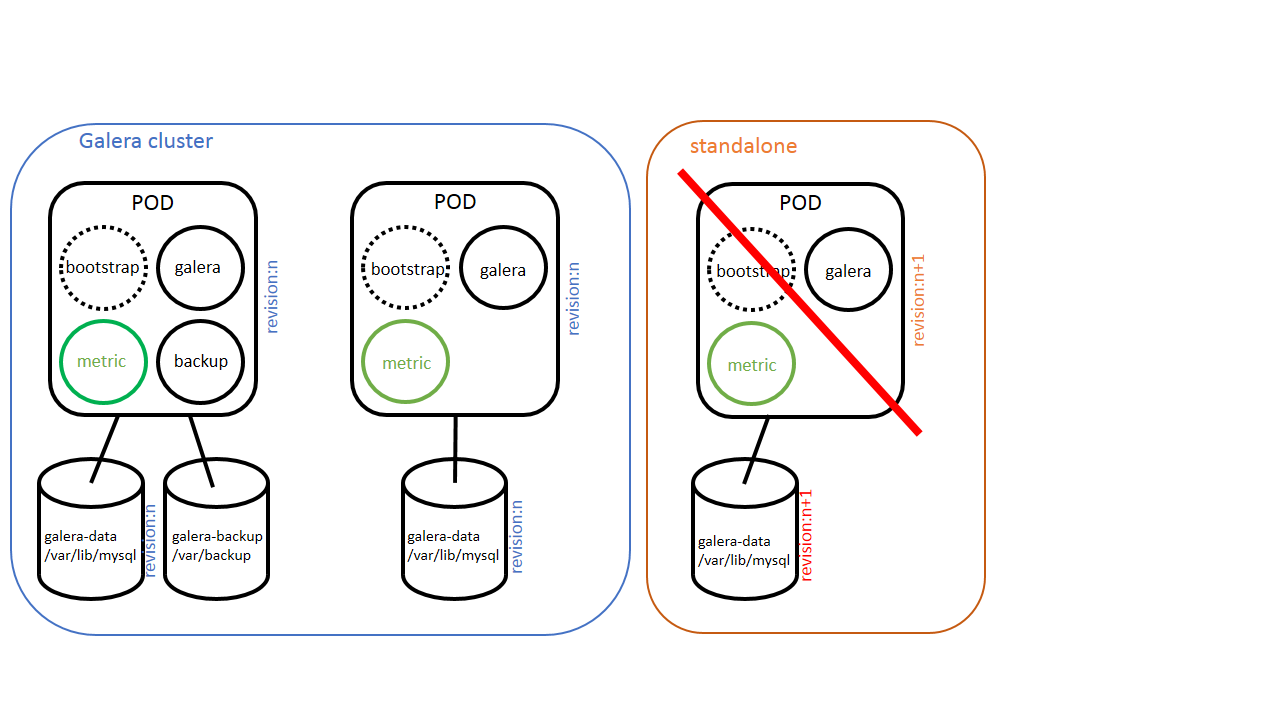 Galera cluster
POD
bootstrap
galera
metric
backup
revision:n
galera-data
/var/lib/mysql
revision:n
galera-backup
/var/backup
POD
bootstrap
galera
metric
revision:n
galera-data
/var/lib/mysql
revision:n
standalone
POD
bootstrap
galera
metric
revision:n+1
galera-data
/var/lib/mysql
revision:n+1